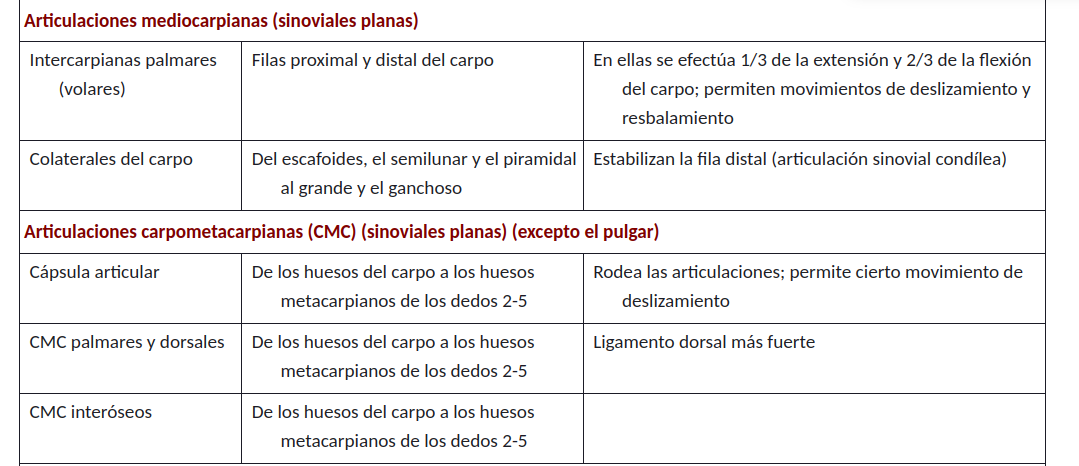 Articulaciones mediocarpianas (sinoviales planas)
Intercarpianas palmares
(volares)
Filas proximal y distal del carpo
En ellas se efectúa 1/3 de la extensión y 2/3 de la flexión
del carpo; permiten movimientos de deslizamiento y
resbalamiento
Colaterales del carpo
Del escafoides, el semilunar y el piramidal
al grande y el ganchoso
Estabilizan la fila distal (articulación sinovial condílea)
Articulaciones carpometacarpianas (CMC) (sinoviales planas) (excepto el pulgar)
Cápsula articular
De los huesos del carpo a los huesos
metacarpianos de los dedos 2-5
Rodea las articulaciones; permite cierto movimiento de
deslizamiento
CMC palmares y dorsales
De los huesos del carpo a los huesos
metacarpianos de los dedos 2-5
Ligamento dorsal más fuerte
CMC interóseos
De los huesos del carpo a los huesos
metacarpianos de los dedos 2-5